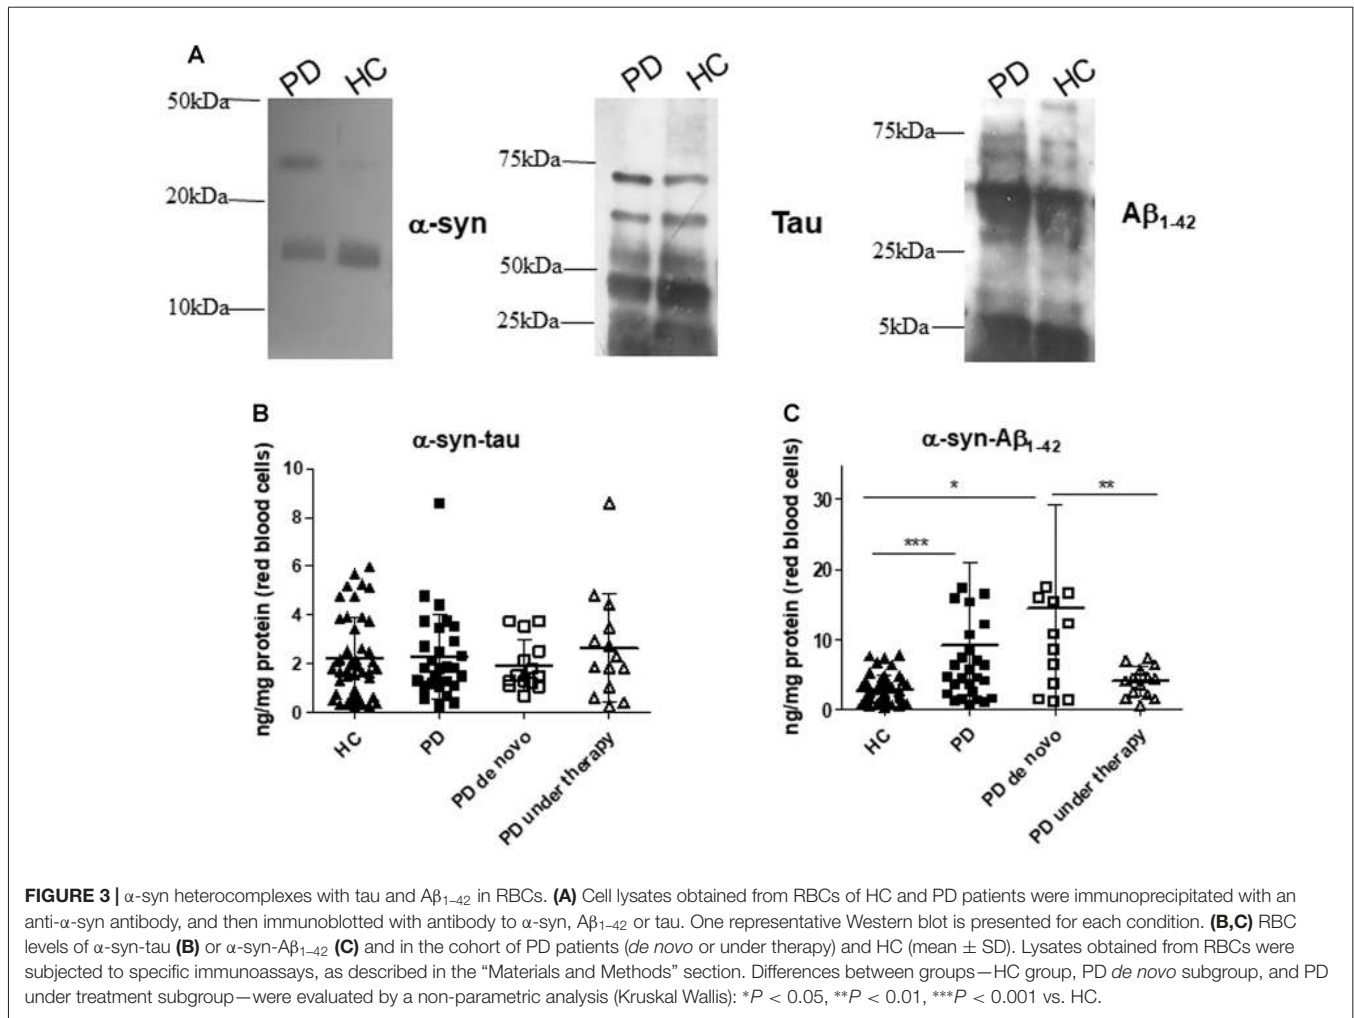 A
PD HC
50kDa
20kDa
10kDa
α-syn
PD HC
75kDa
50kDa
25kDa
Tau
PD HC
75kDa
25kDa
5kDa
Aβ1–42
B
α-syn-tau
ng/mg protein (red blood cells)
10
8
6
4
2
0
HC
PD
PD de novo
PD under therapy
C
α-syn-Aβ1-42
ng/mg protein (red blood cells)
30
20
10
0
*
**
***
HC
PD
PD de novo
PD under therapy
FIGURE 3 | α-syn heterocomplexes with tau and Aβ1–42 in RBCs. (A) Cell lysates obtained from RBCs of HC and PD patients were immunoprecipitated with an
anti-α-syn antibody, and then immunoblotted with antibody to α-syn, Aβ1–42 or tau. One representative Western blot is presented for each condition. (B,C) RBC
levels of α-syn-tau (B) or α-syn-Aβ1–42 (C) and in the cohort of PD patients (de novo or under therapy) and HC (mean ± SD). Lysates obtained from RBCs were
subjected to specific immunoassays, as described in the “Materials and Methods” section. Differences between groups—HC group, PD de novo subgroup, and PD
under treatment subgroup—were evaluated by a non-parametric analysis (Kruskal Wallis): *P < 0.05, **P < 0.01, ***P < 0.001 vs. HC.